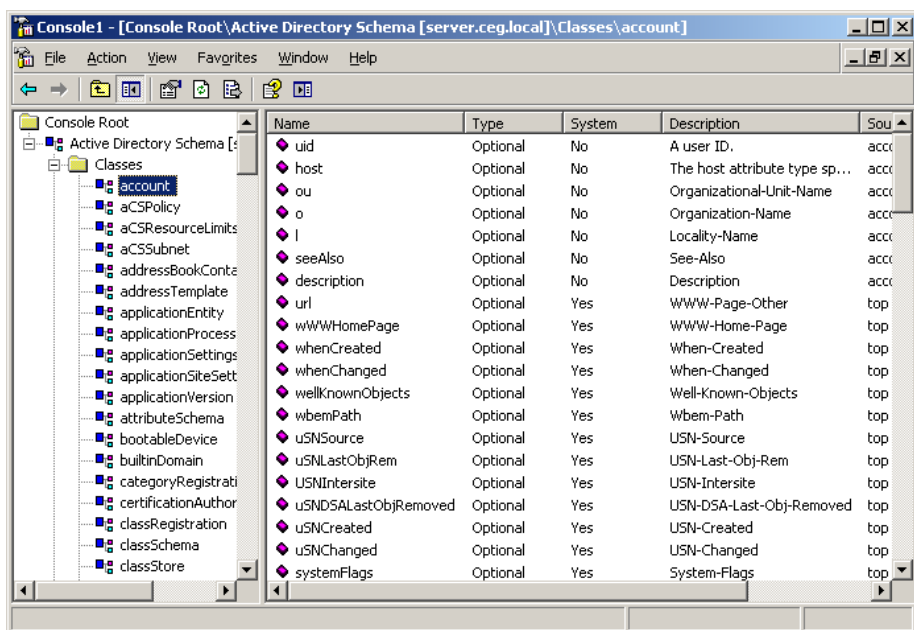 Console1 - [Console Root\Active Directory Schema [server.ceg.local]\Classes\account]
File Action View Favorites Window Help
Console Root
Active Directory Schema [s
Classes
account
aCSPolicy
aCSResourceLimits
aCSSubnet
addressBookConta
addressTemplate
applicationEntity
applicationProcess
applicationSettings
applicationSiteSett
applicationVersion
attributeSchema
bootableDevice
builtinDomain
categoryRegistrati
certificationAuthor
classRegistration
classSchema
classStore
Name Type System Description Sou
uid Optional No A user ID. acco
host Optional No The host attribute type sp... acco
ou Optional No Organizational-Unit-Name acco
o Optional No Organization-Name acco
l Optional No Locality-Name acco
seeAlso Optional No See-Also acco
description Optional No Description acco
url Optional Yes WWW-Page-Other top
wWWHomePage Optional Yes WWW-Home-Page top
whenCreated Optional Yes When-Created top
whenChanged Optional Yes When-Changed top
wellKnownObjects Optional Yes Well-Known-Objects top
wbemPath Optional Yes Wbem-Path top
uSNSource Optional Yes USN-Source top
uSNLastObjRem Optional Yes USN-Last-Obj-Rem top
USNIntersite Optional Yes USN-Intersite top
uSNDSALastObjRemoved Optional Yes USN-DSA-Last-Obj-Removed top
uSNCreated Optional Yes USN-Created top
uSNChanged Optional Yes USN-Changed top
systemFlags Optional Yes System-Flags top